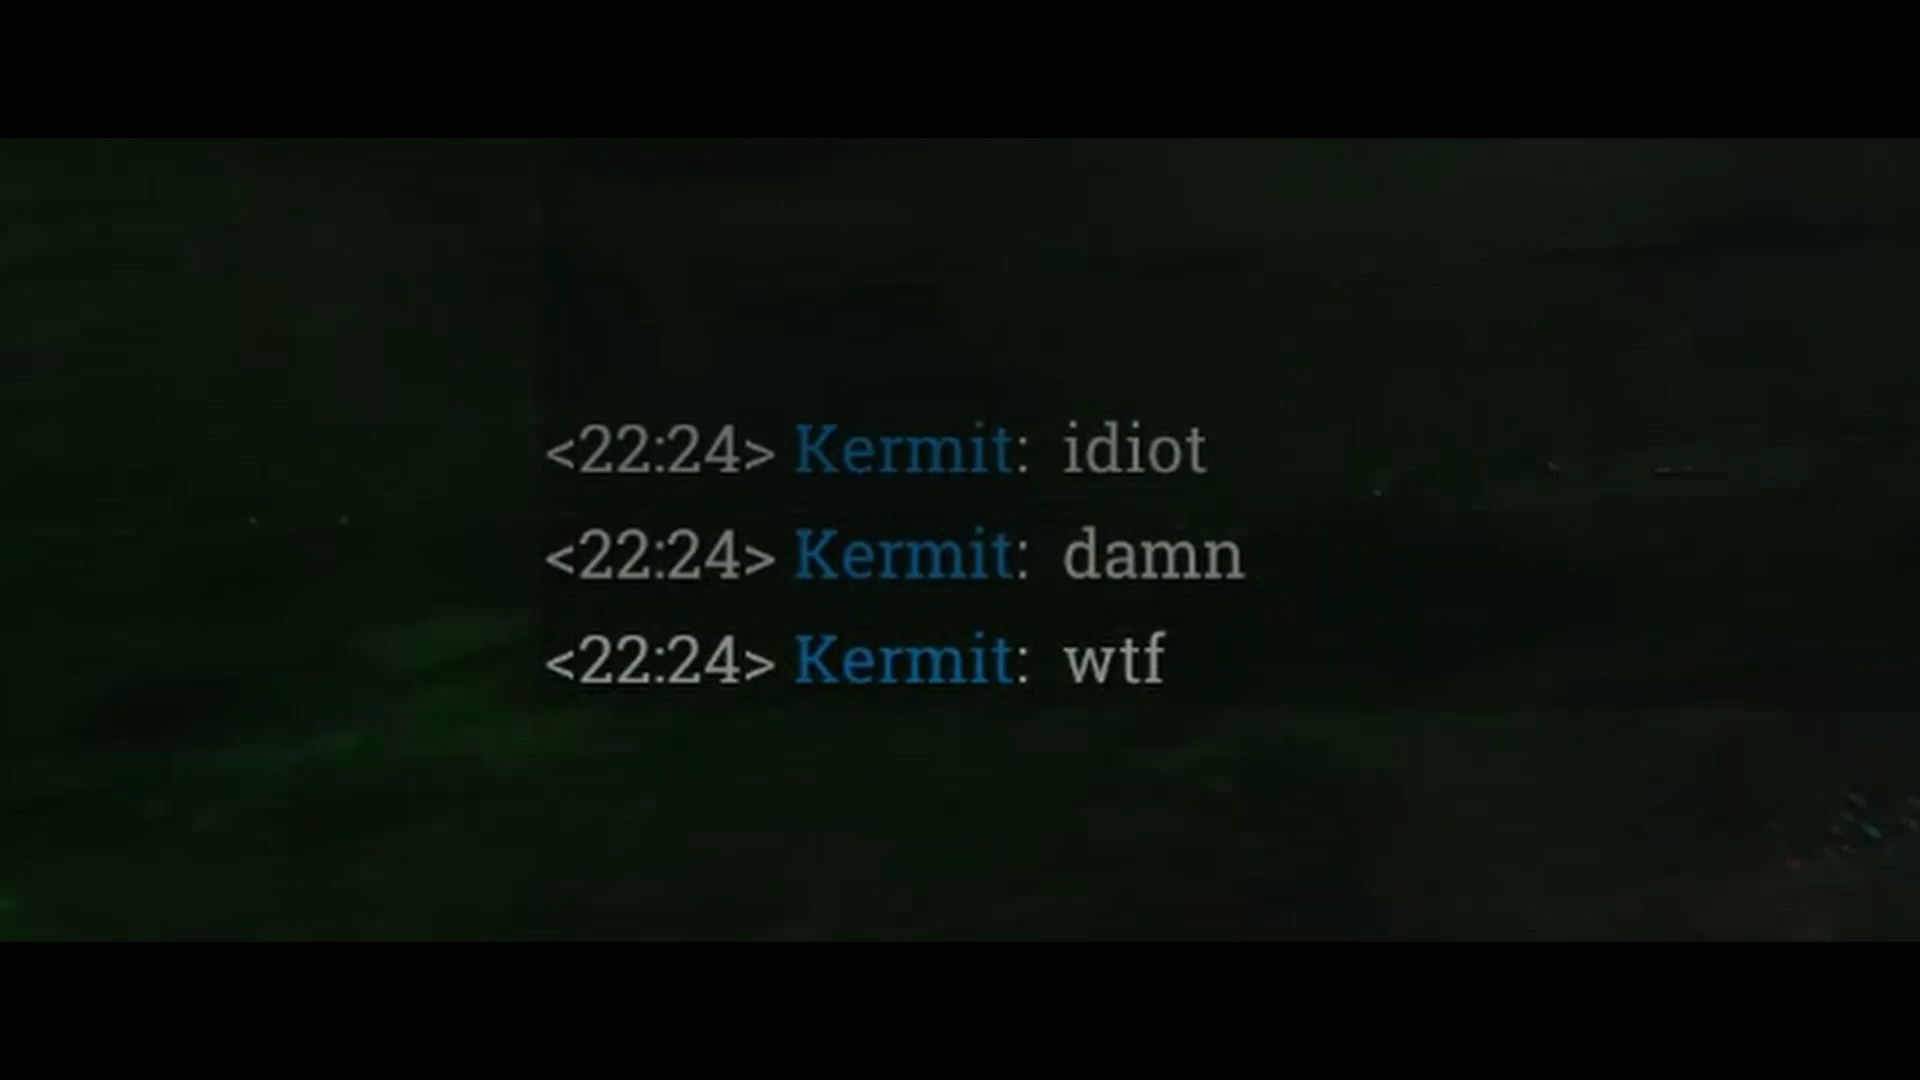 <22:24> Kermit: idiot
<22:24> Kermit: damn
<22:24> Kermit: wtf